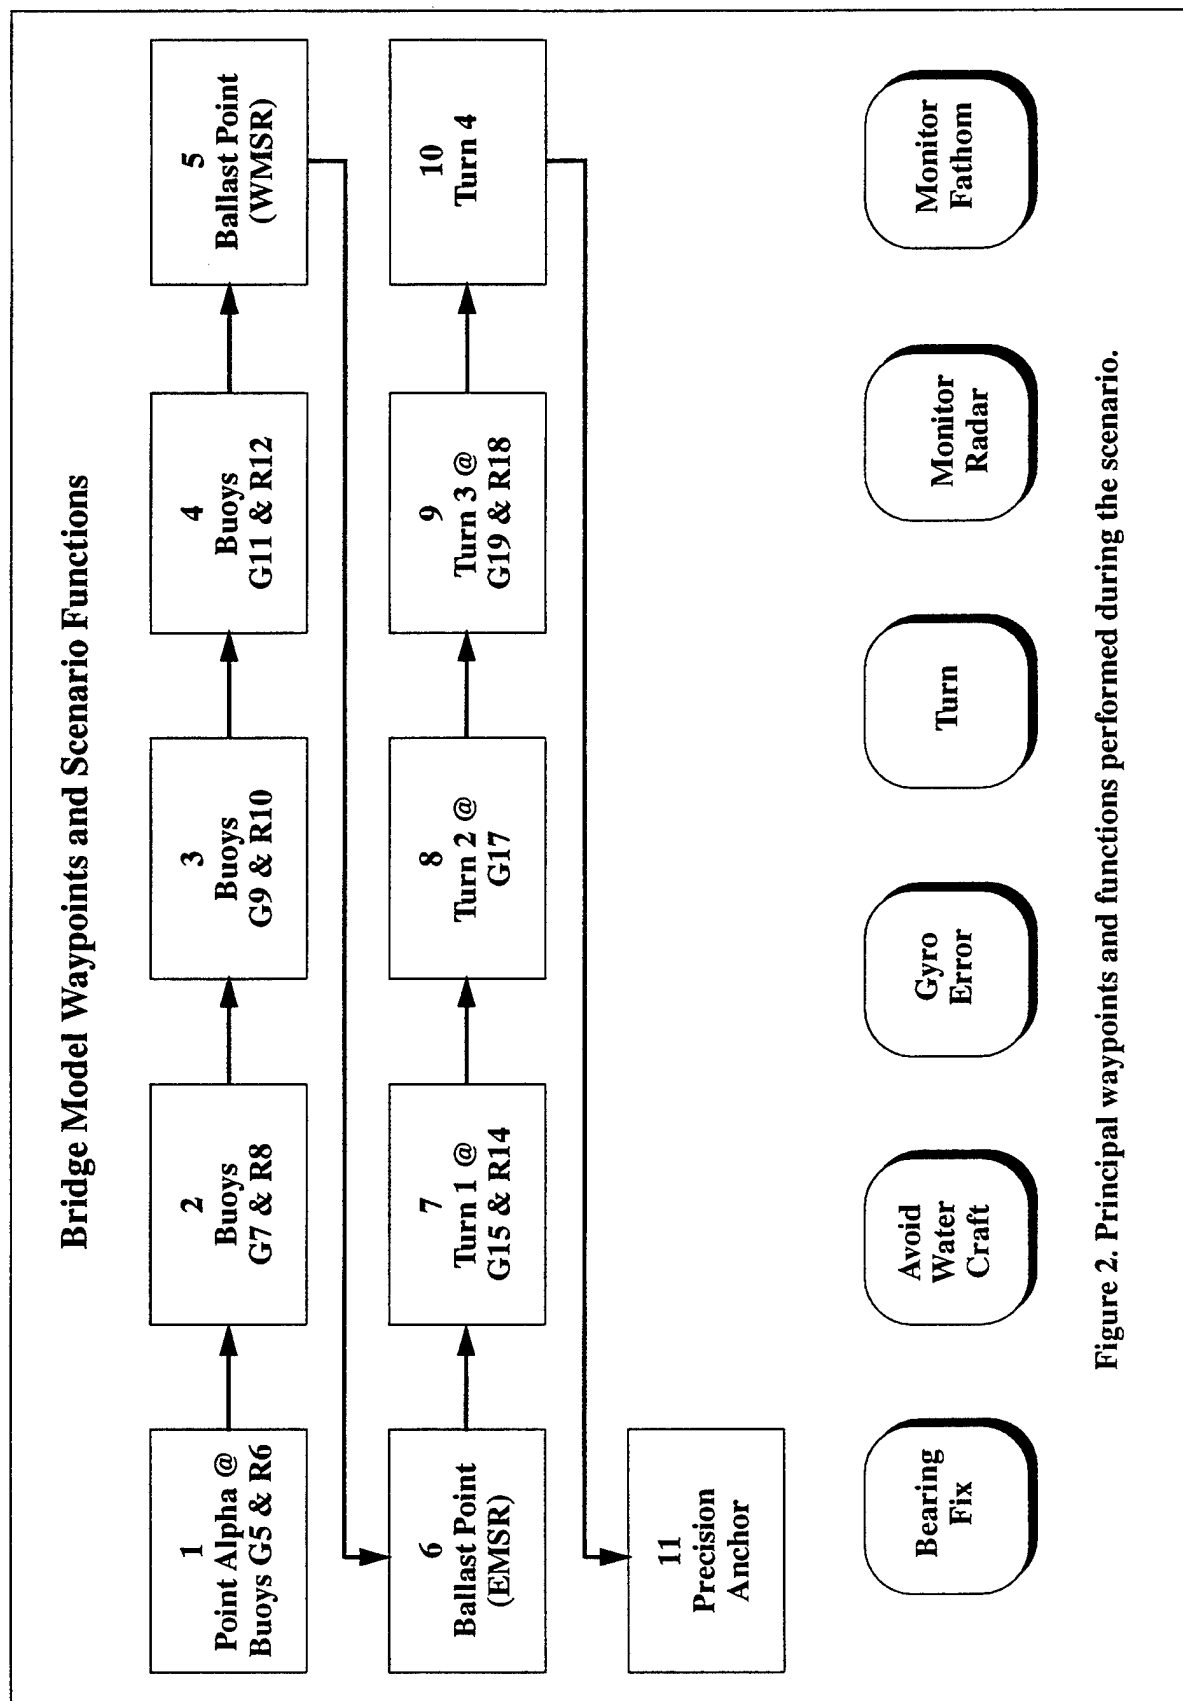 Bridge Model Waypoints and Scenario Functions
1
Point Alpha @
Buoys G5 & R6
2
Buoys
G7 & R8
3
Buoys
G9 & R10
4
Buoys
G11 & R12
5
Ballast Point
(WMSR)
6
Ballast Point
(EMSR)
7
Turn 1 @
G15 & R14
8
Turn 2 @
G17
9
Turn 3 @
G19 & R18
10
Turn 4
11
Precision
Anchor
Bearing
Fix
Avoid
Water
Craft
Gyro
Error
Turn
Monitor
Radar
Monitor
Fathom
Figure 2. Principal waypoints and functions performed during the scenario.